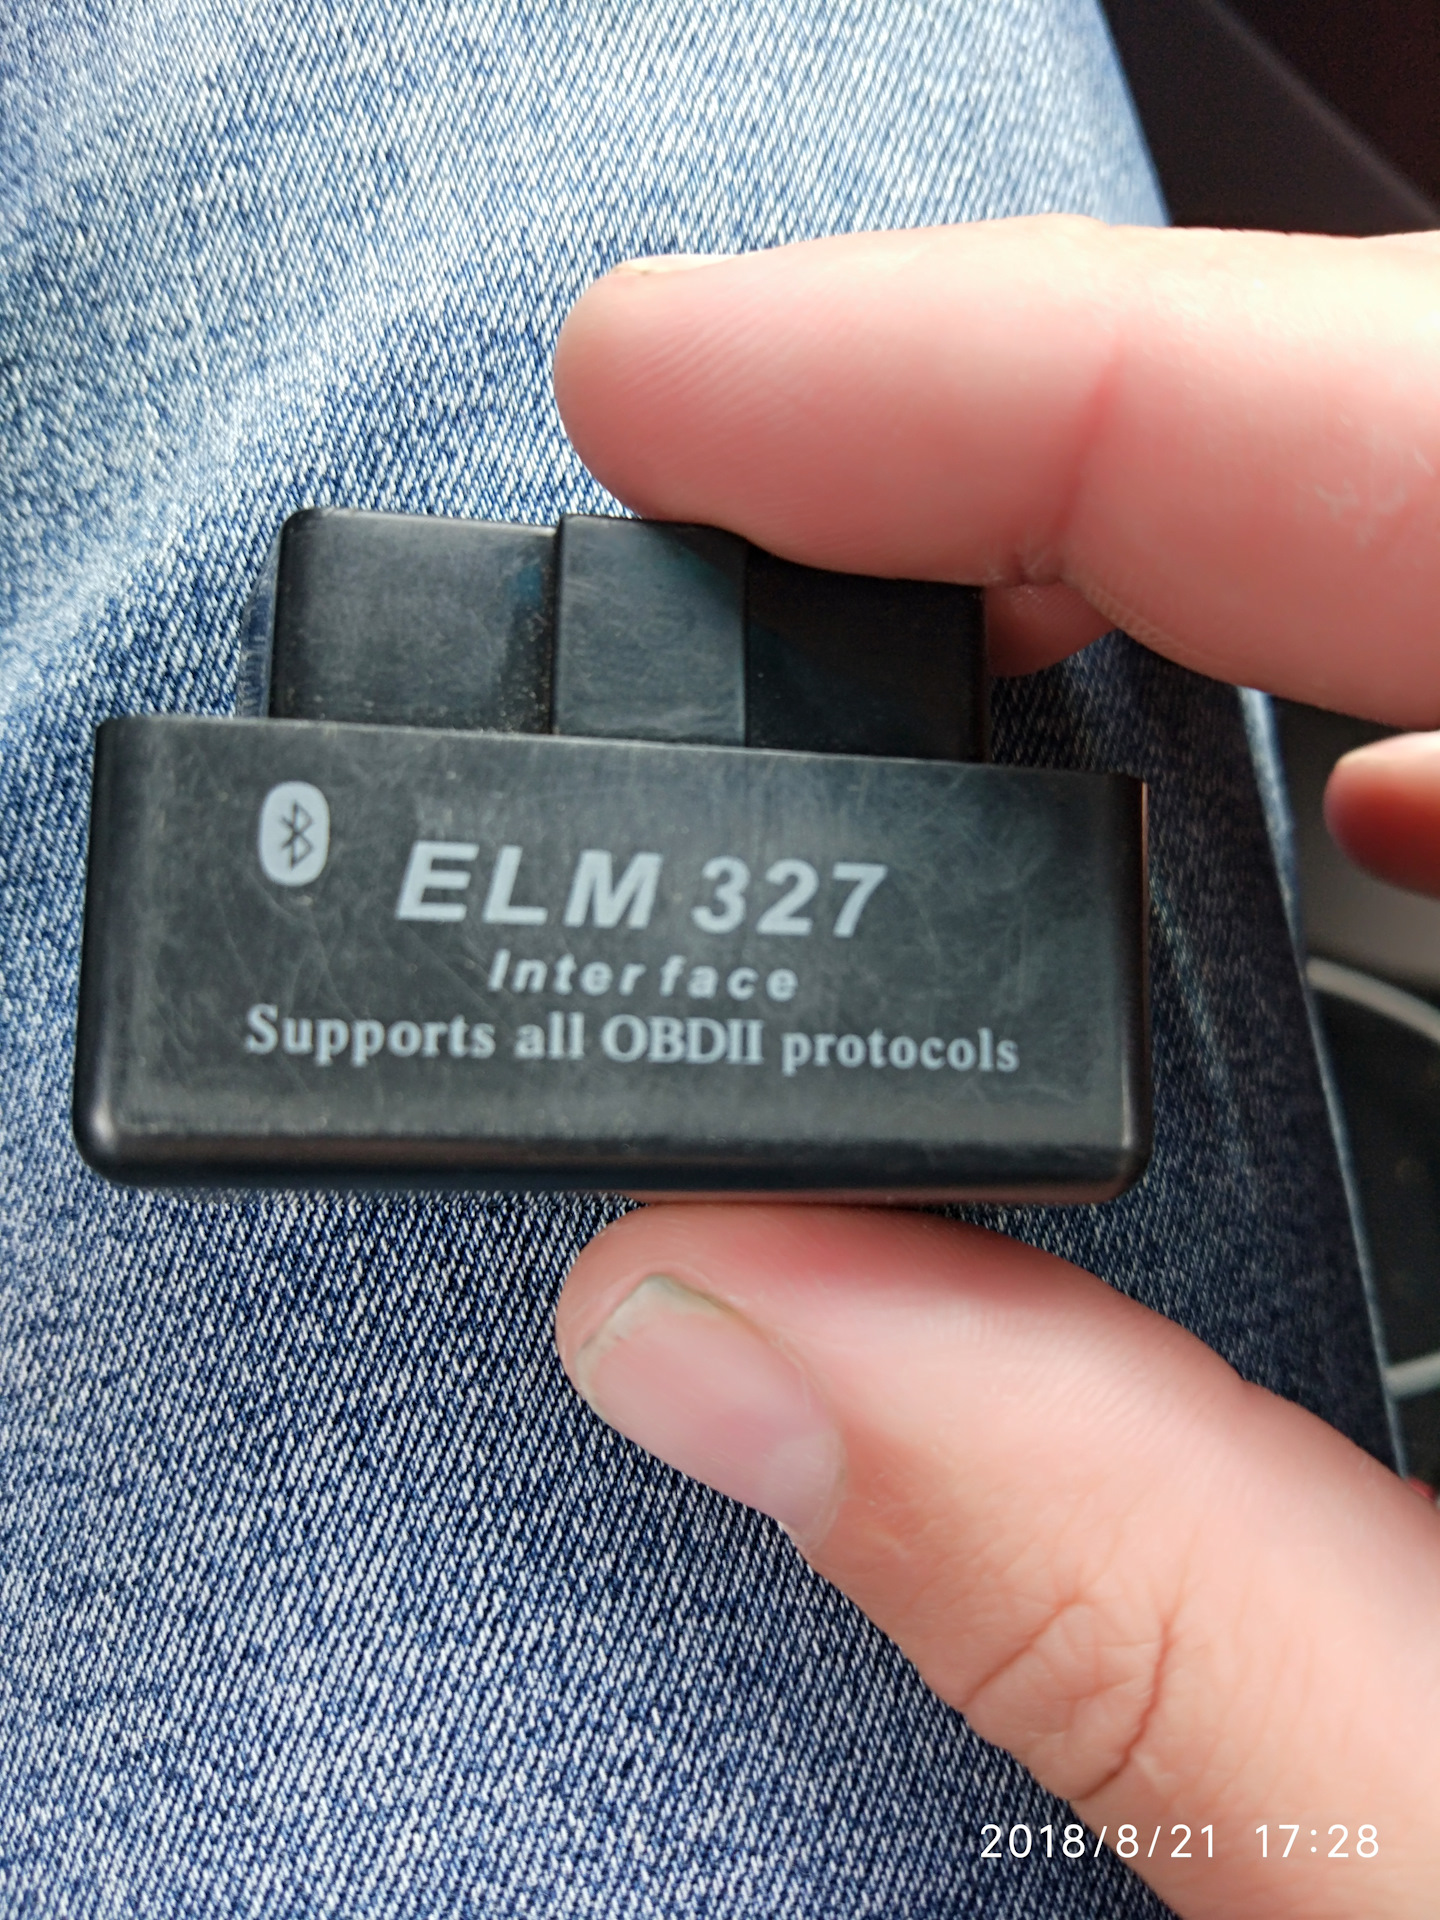 ELM 327
Interface
Supports all OBDII protocols
2018/8/21 17:28